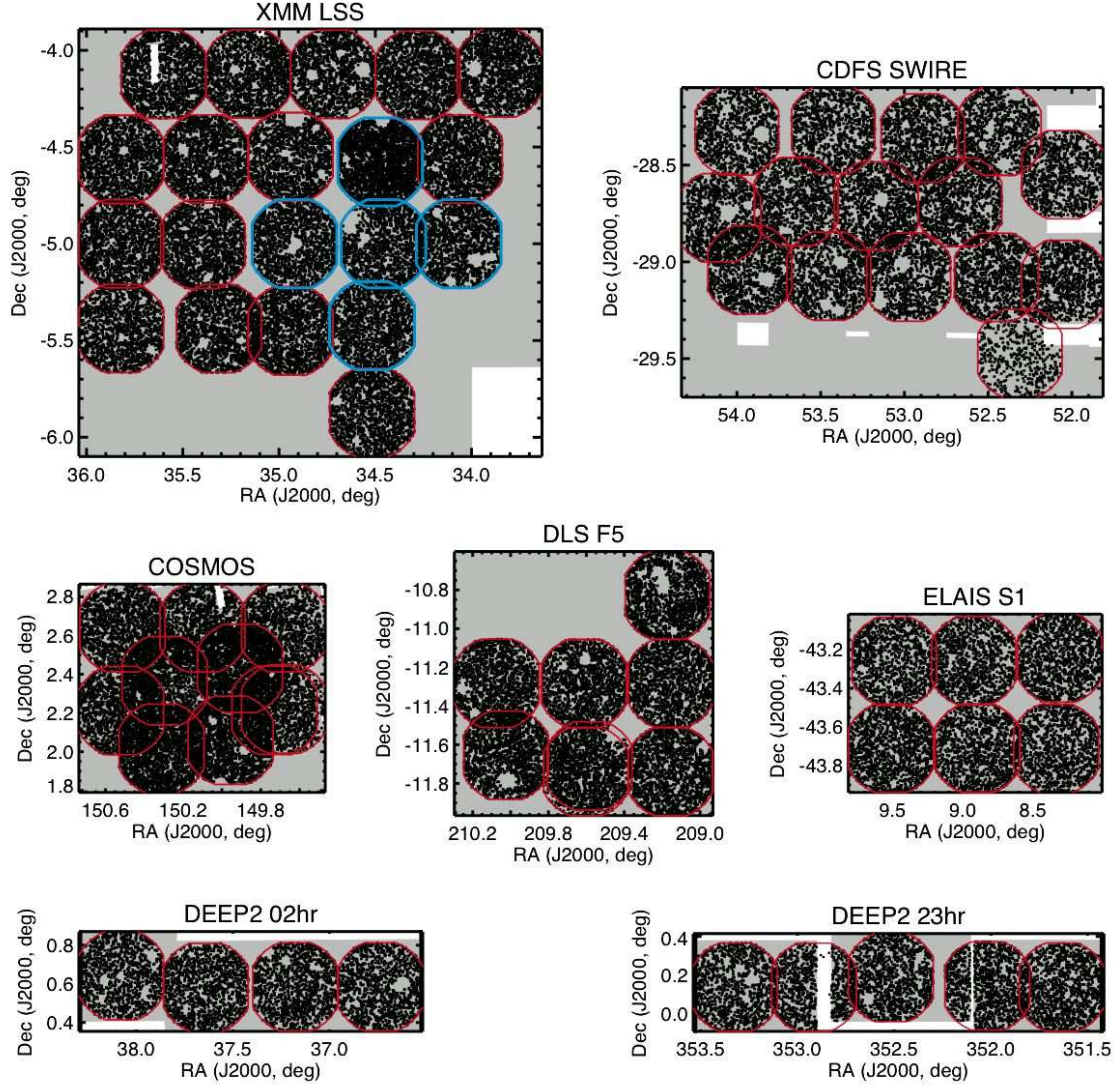 XMM LSS
-4.0
-4.5
-5.0
-5.5
-6.0
Dec (J2000, deg)
36.0 35.5 35.0 34.5 34.0
RA (J2000, deg)
CDFS SWIRE
-28.5
-29.0
-29.5
Dec (J2000, deg)
54.0 53.5 53.0 52.5 52.0
RA (J2000, deg)
COSMOS
2.8
2.6
2.4
2.2
2.0
1.8
Dec (J2000, deg)
150.6 150.2 149.8
RA (J2000, deg)
DLS F5
-10.8
-11.0
-11.2
-11.4
-11.6
-11.8
Dec (J2000, deg)
210.2 209.8 209.4 209.0
RA (J2000, deg)
ELAIS S1
-43.2
-43.4
-43.6
-43.8
Dec (J2000, deg)
9.5 9.0 8.5
RA (J2000, deg)
DEEP2 02hr
0.8
0.6
0.4
Dec (J2000, deg)
38.0 37.5 37.0
RA (J2000, deg)
DEEP2 23hr
0.4
0.2
0.0
Dec (J2000, deg)
353.5 353.0 352.5 352.0 351.5
RA (J2000, deg)